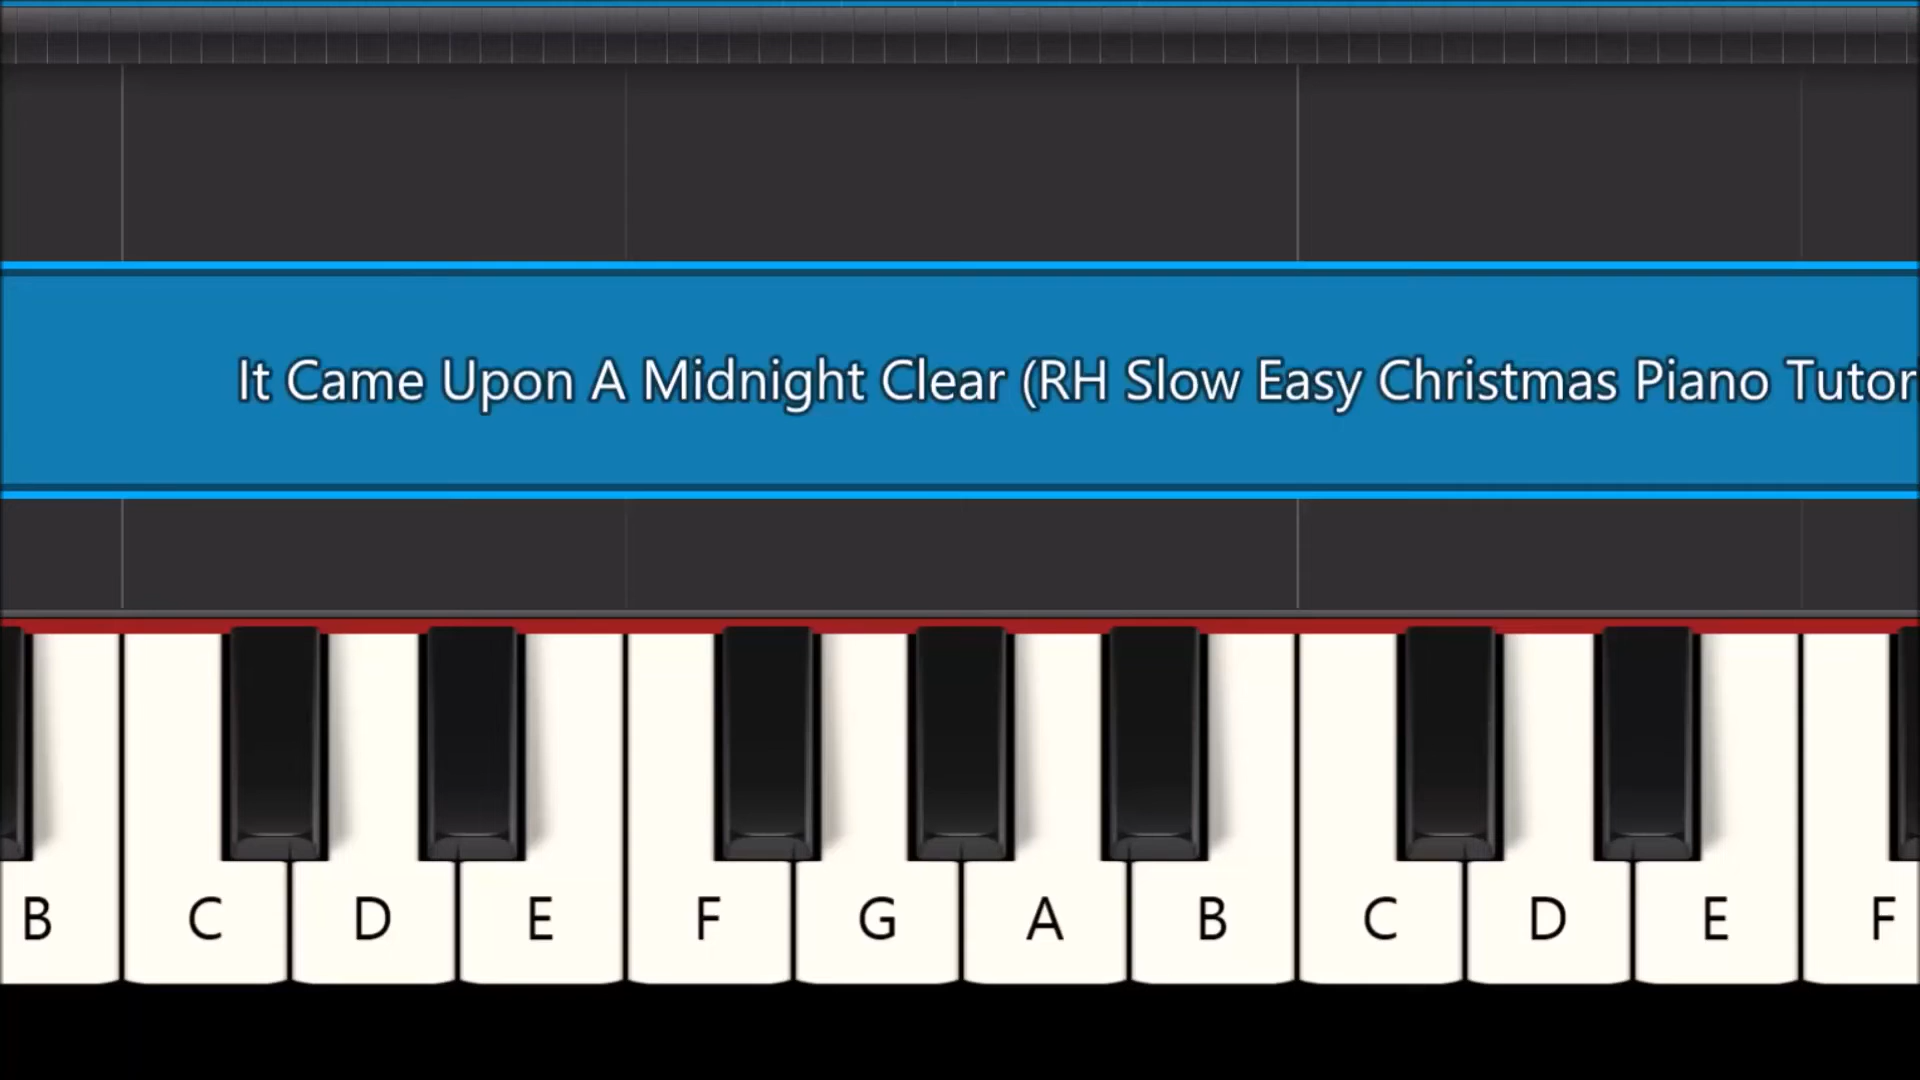 It Came Upon A Midnight Clear (RH Slow Easy Christmas Piano Tutor
B C D E F G A B C D E F